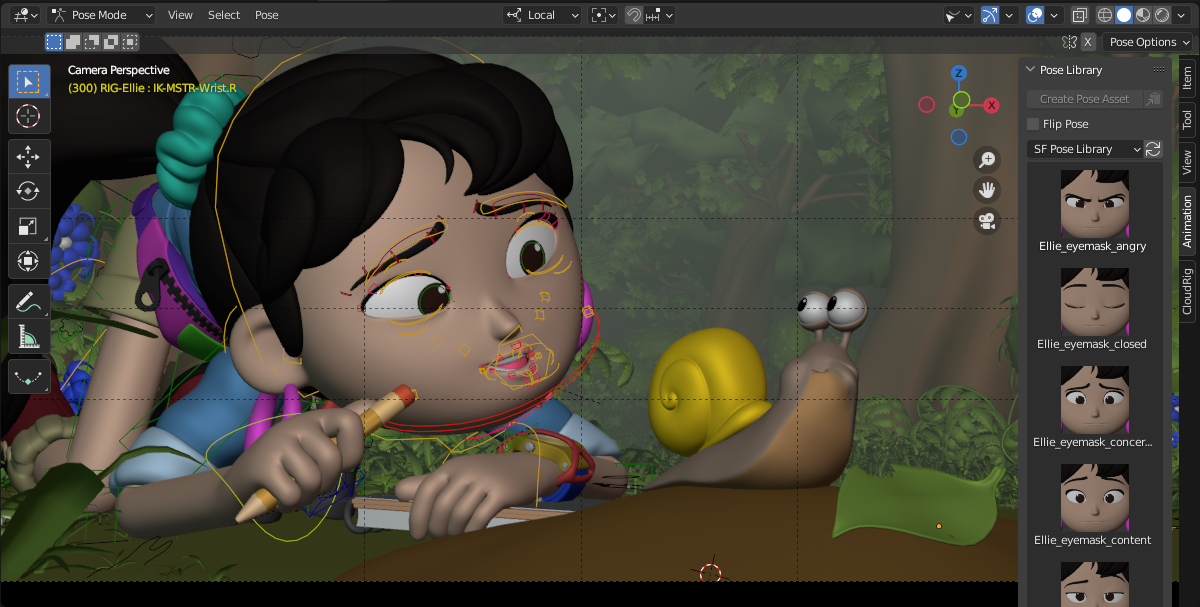 Pose Mode View Select Pose Local
X Pose Options
Camera Perspective
(300) RIG-Ellie : IK-MSTR-Wrist.R
Z
X
Y
Pose Library
Create Pose Asset
Flip Pose
SF Pose Library
Ellie_eyemask_angry
Ellie_eyemask_closed
Ellie_eyemask_concer...
Ellie_eyemask_content
Item
Tool
View
Animation
CloudRig